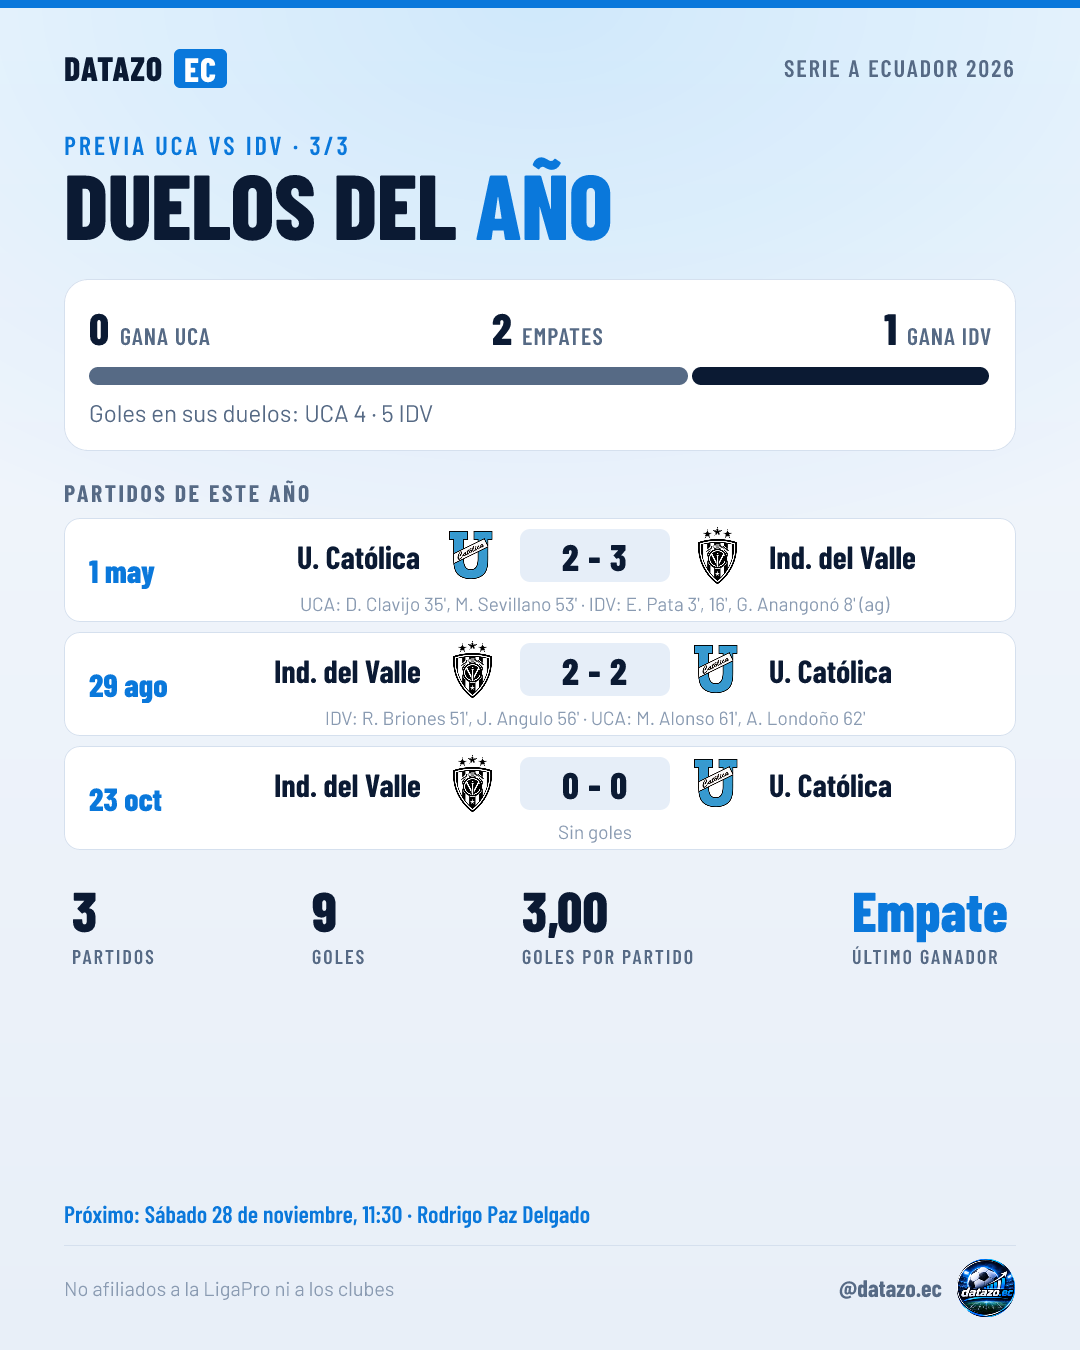 DATAZO EC
SERIE A ECUADOR 2026
PREVIA UCA VS IDV · 3/3
DUELOS DEL AÑO
0 GANA UCA
2 EMPATES
1 GANA IDV
Goles en sus duelos: UCA 4 · 5 IDV
PARTIDOS DE ESTE AÑO
1 may
U. Católica
Católica
2 - 3
Ind. del Valle
UCA: D. Clavijo 35', M. Sevillano 53' · IDV: E. Pata 3', 16', G. Anangonó 8' (ag)
29 ago
Ind. del Valle
2 - 2
Católica
U. Católica
IDV: R. Briones 51', J. Angulo 56' · UCA: M. Alonso 61', A. Londoño 62'
23 oct
Ind. del Valle
0 - 0
Católica
U. Católica
Sin goles
3
PARTIDOS
9
GOLES
3,00
GOLES POR PARTIDO
Empate
ÚLTIMO GANADOR
Próximo: Sábado 28 de noviembre, 11:30 · Rodrigo Paz Delgado
No afiliados a la LigaPro ni a los clubes
@datazo.ec
datazo.ec